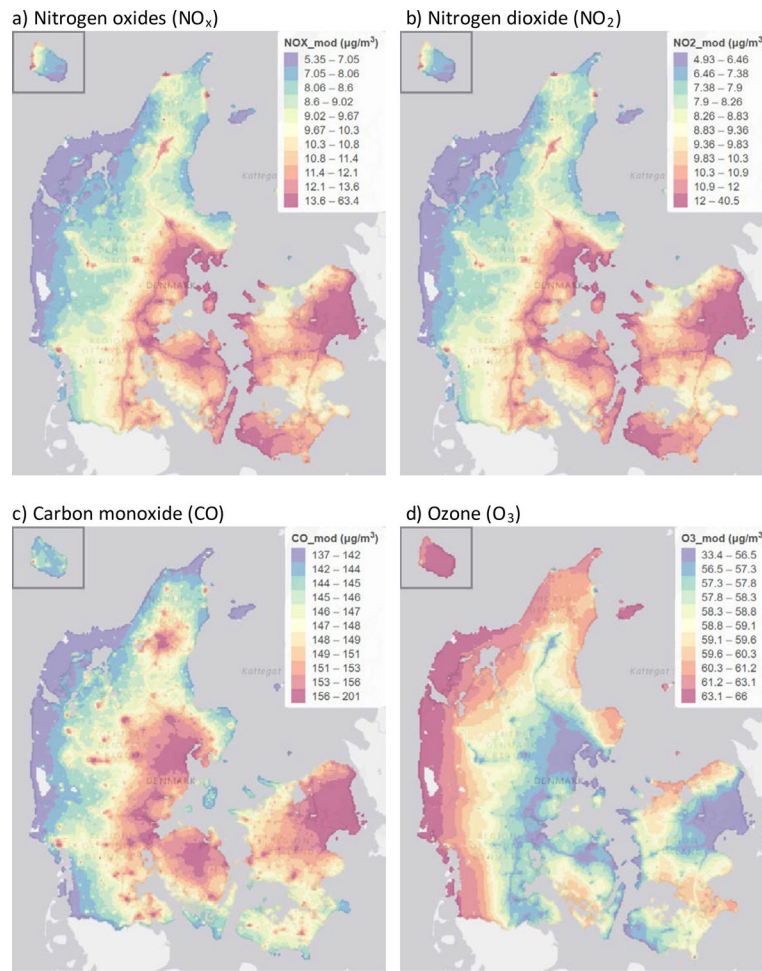 a) Nitrogen oxides (NOₓ)
NOX_mod (µg/m³)
5.35 – 7.05
7.05 – 8.06
8.06 – 8.6
8.6 – 9.02
9.02 – 9.67
9.67 – 10.3
10.3 – 10.8
10.8 – 11.4
11.4 – 12.1
12.1 – 13.6
13.6 – 63.4
Kattegat
DENMARK
b) Nitrogen dioxide (NO₂)
NO2_mod (µg/m³)
4.93 – 6.46
6.46 – 7.38
7.38 – 7.9
7.9 – 8.26
8.26 – 8.83
8.83 – 9.36
9.36 – 9.83
9.83 – 10.3
10.3 – 10.9
10.9 – 12
12 – 40.5
Kattegat
DENMARK
c) Carbon monoxide (CO)
CO_mod (µg/m³)
137 – 142
142 – 144
144 – 145
145 – 146
146 – 147
147 – 148
148 – 149
149 – 151
151 – 153
153 – 156
156 – 201
Kattegat
DENMARK
d) Ozone (O₃)
O3_mod (µg/m³)
33.4 – 56.5
56.5 – 57.3
57.3 – 57.8
57.8 – 58.3
58.3 – 58.8
58.8 – 59.1
59.1 – 59.6
59.6 – 60.3
60.3 – 61.2
61.2 – 63.1
63.1 – 66
Kattegat
DENMARK